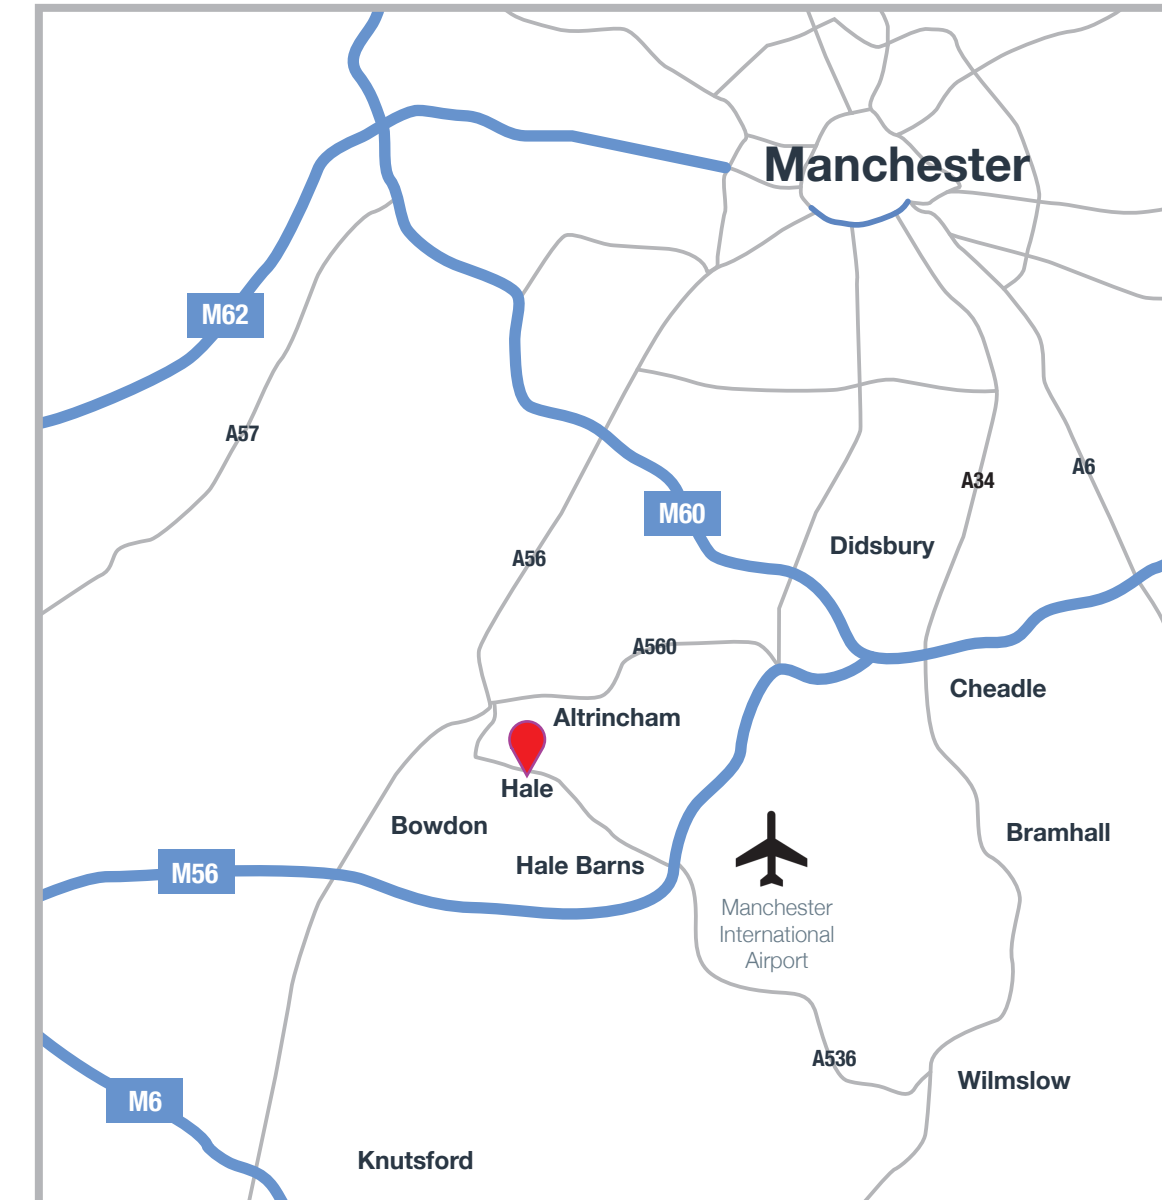 Manchester
M62
A57
A6
A34
M60
Didsbury
A56
A560
Cheadle
Altrincham
Hale
Bowdon
Bramhall
Hale Barns
M56
Manchester
International
Airport
A536
Wilmslow
M6
Knutsford